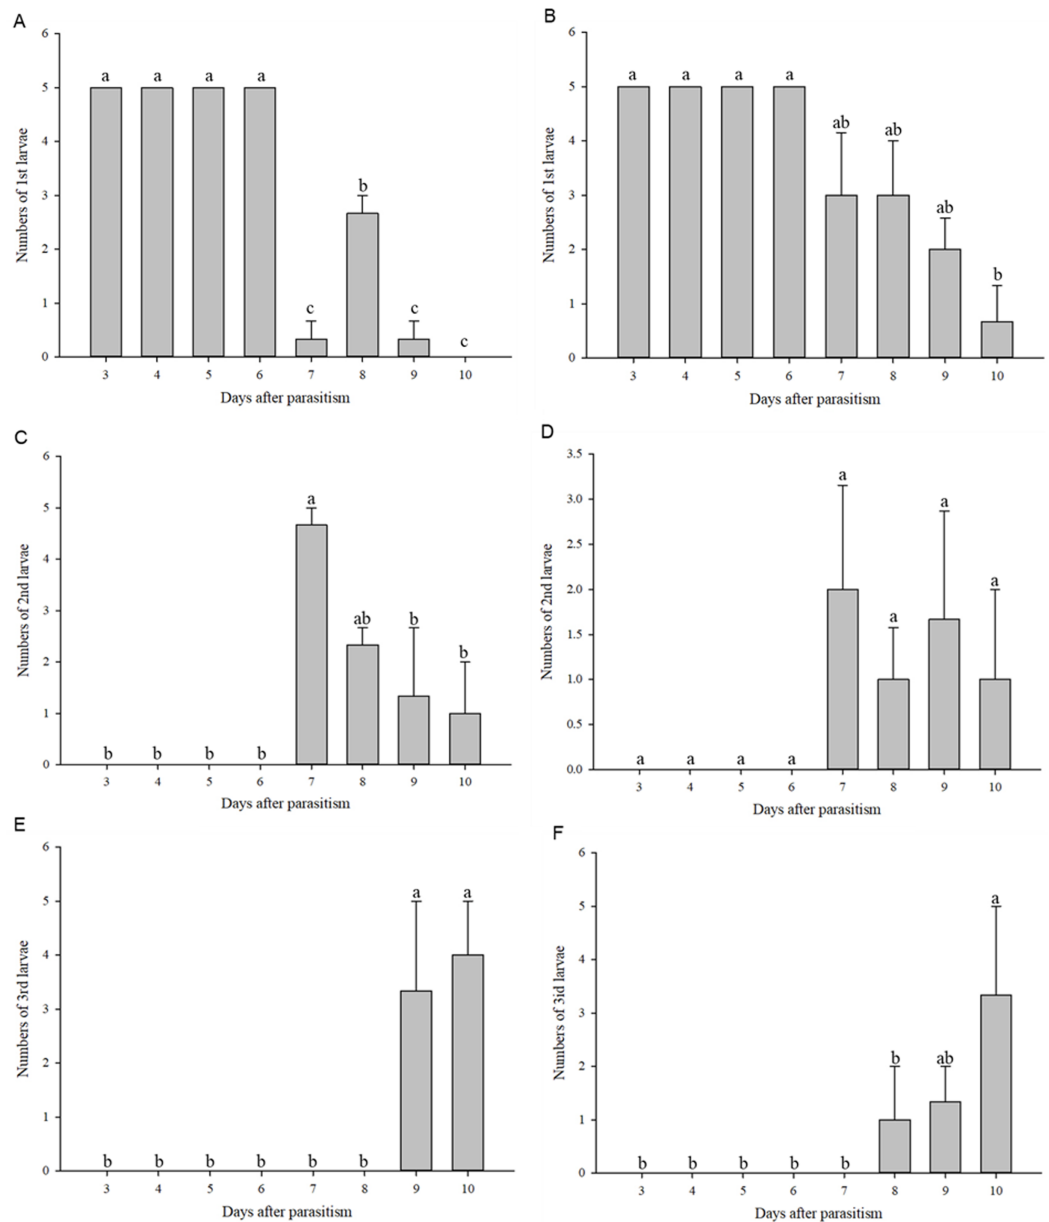 A
6
5
4
3
2
1
0
Numbers of 1st larvae
a a a a c b c c
3 4 5 6 7 8 9 10
Days after parasitism
B
6
5
4
3
2
1
0
Numbers of 1st larvae
a a a a ab ab ab b
3 4 5 6 7 8 9 10
Days after parasitism
C
6
5
4
3
2
1
0
Numbers of 2nd larvae
b b b b a ab b b
3 4 5 6 7 8 9 10
Days after parasitism
D
3.5
3.0
2.5
2.0
1.5
1.0
0.5
0.0
Numbers of 2nd larvae
a a a a a a a a
3 4 5 6 7 8 9 10
Days after parasitism
E
6
5
4
3
2
1
0
Numbers of 3rd larvae
b b b b b b a a
3 4 5 6 7 8 9 10
Days after parasitism
F
6
5
4
3
2
1
0
Numbers of 3id larvae
b b b b b b ab a
3 4 5 6 7 8 9 10
Days after parasitism